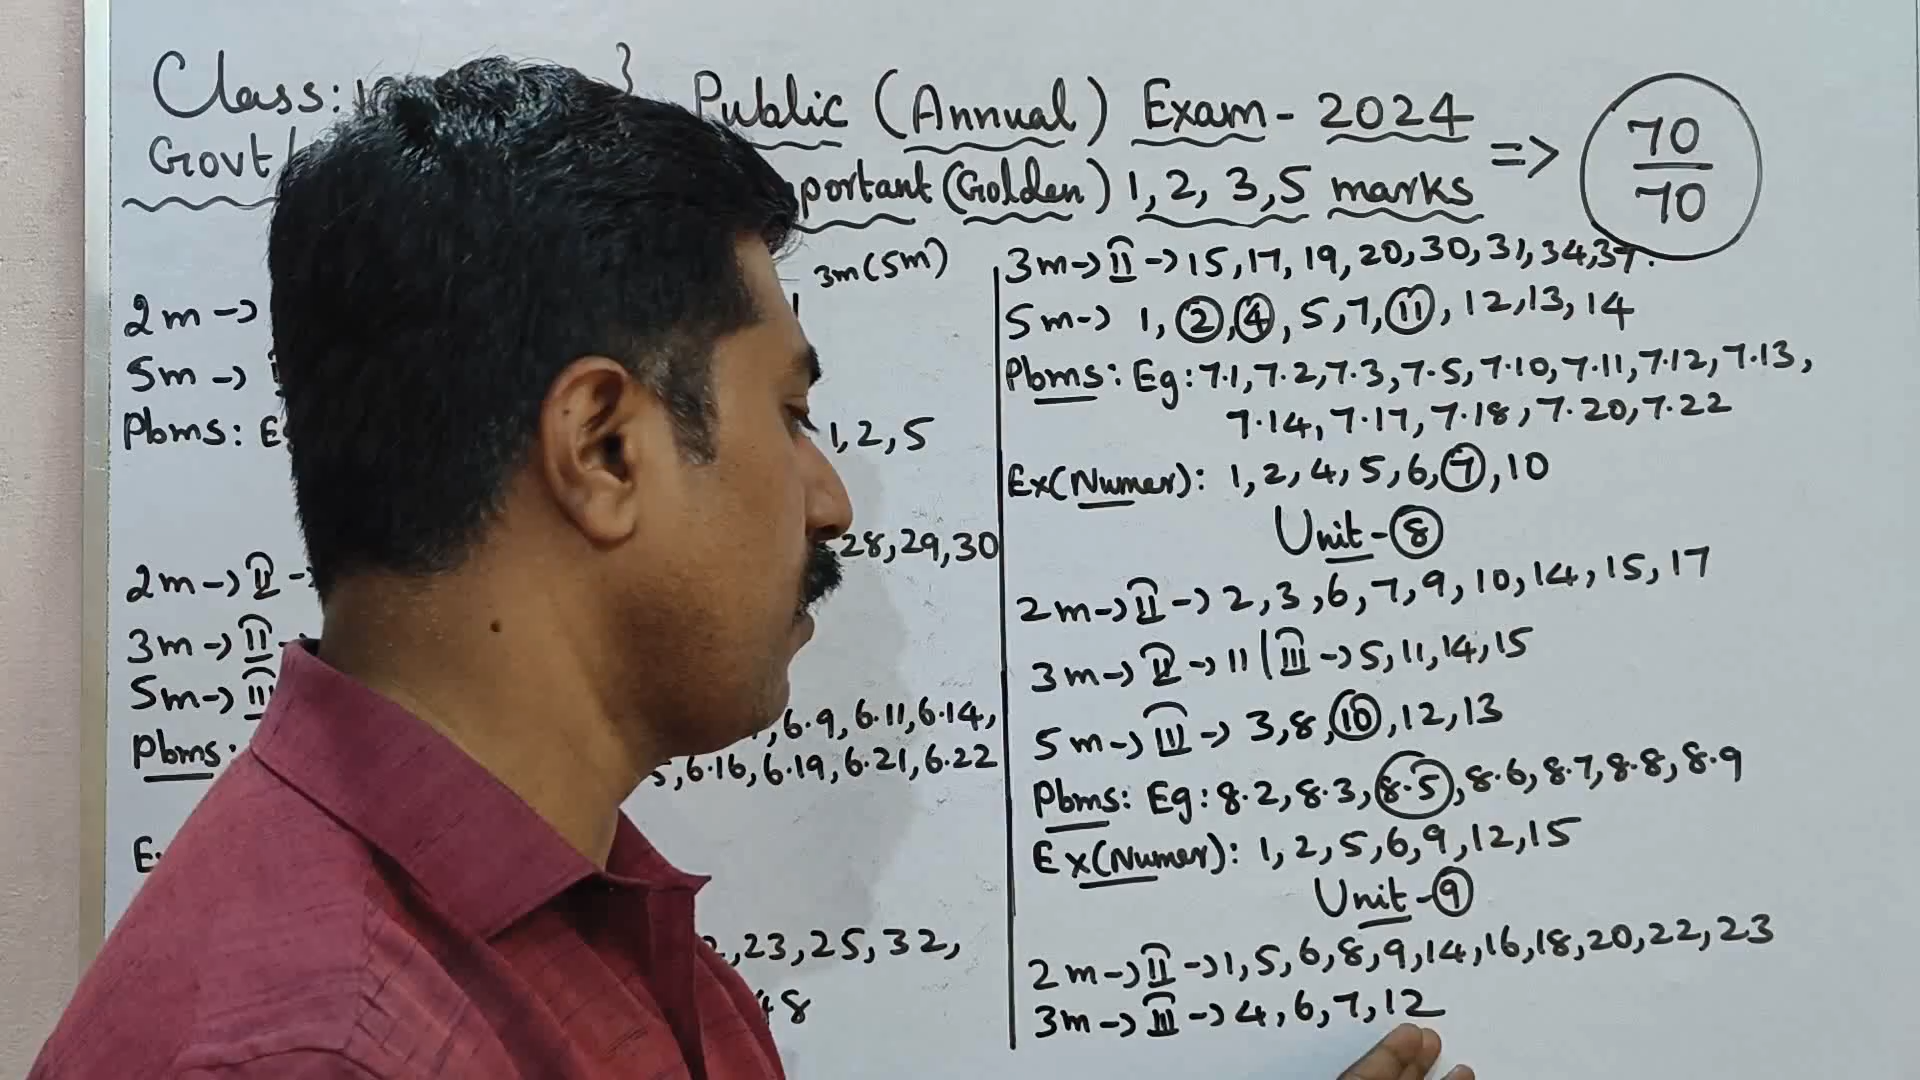 Class: Public (Annual) Exam - 2024
Govt/ (Golden) 1, 2, 3, 5 marks => 70/70
3m (5m)
2m ->
5m ->
Pbms: 1, 2, 5
2m -> II - 28, 29, 30
3m -> II
5m -> III
Pbms: 6.9, 6.11, 6.14,
6.16, 6.19, 6.21, 6.22
23, 25, 32,
48
3m -> II -> 15, 17, 19, 20, 30, 31, 34, 37.
5m -> 1, 2, 4, 5, 7, 11, 12, 13, 14
Pbms: Eg: 7.1, 7.2, 7.3, 7.5, 7.10, 7.11, 7.12, 7.13,
7.14, 7.17, 7.18, 7.20, 7.22
Ex(Numer): 1, 2, 4, 5, 6, 7, 10
Unit - 8
2m -> II -> 2, 3, 6, 7, 9, 10, 14, 15, 17
3m -> II -> 11 | III -> 5, 11, 14, 15
5m -> III -> 3, 8, 10, 12, 13
Pbms: Eg: 8.2, 8.3, 8.5, 8.6, 8.7, 8.8, 8.9
Ex(Numer): 1, 2, 5, 6, 9, 12, 15
Unit - 9
2m -> II -> 1, 5, 6, 8, 9, 14, 16, 18, 20, 22, 23
3m -> III -> 4, 6, 7, 12